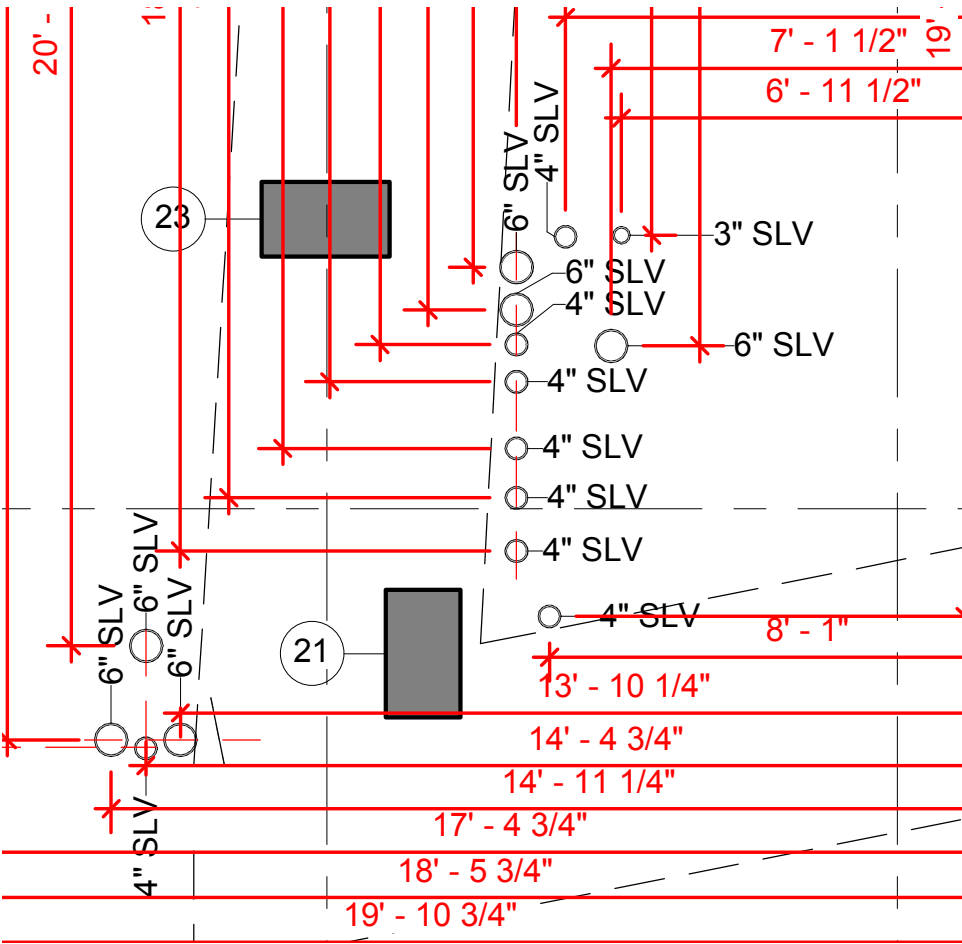 20' -
7' - 1 1/2"
19'
6' - 11 1/2"
4" SLV
6" SLV
23
3" SLV
6" SLV
4" SLV
6" SLV
4" SLV
4" SLV
4" SLV
4" SLV
6" SLV
6" SLV
6" SLV
21
4" SLV
8' - 1"
13' - 10 1/4"
14' - 4 3/4"
14' - 11 1/4"
4" SLV
17' - 4 3/4"
18' - 5 3/4"
19' - 10 3/4"